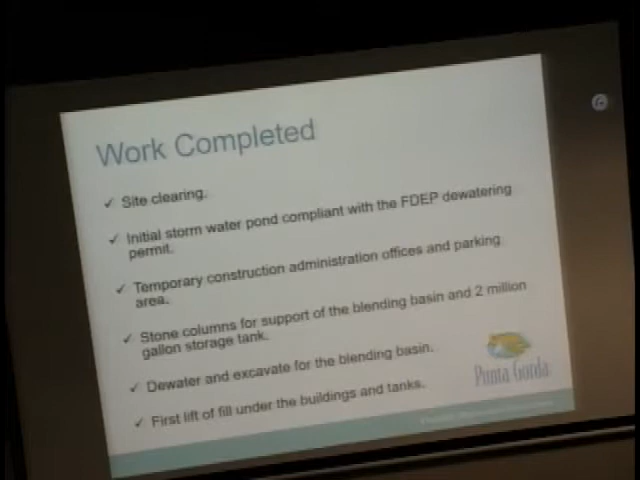 Work Completed
✓ Site clearing.
✓ Initial storm water pond compliant with the FDEP dewatering
permit.
✓ Temporary construction administration offices and parking
area.
✓ Stone columns for support of the blending basin and 2 million
gallon storage tank.
✓ Dewater and excavate for the blending basin.
✓ First lift of fill under the buildings and tanks.
Punta Gorda